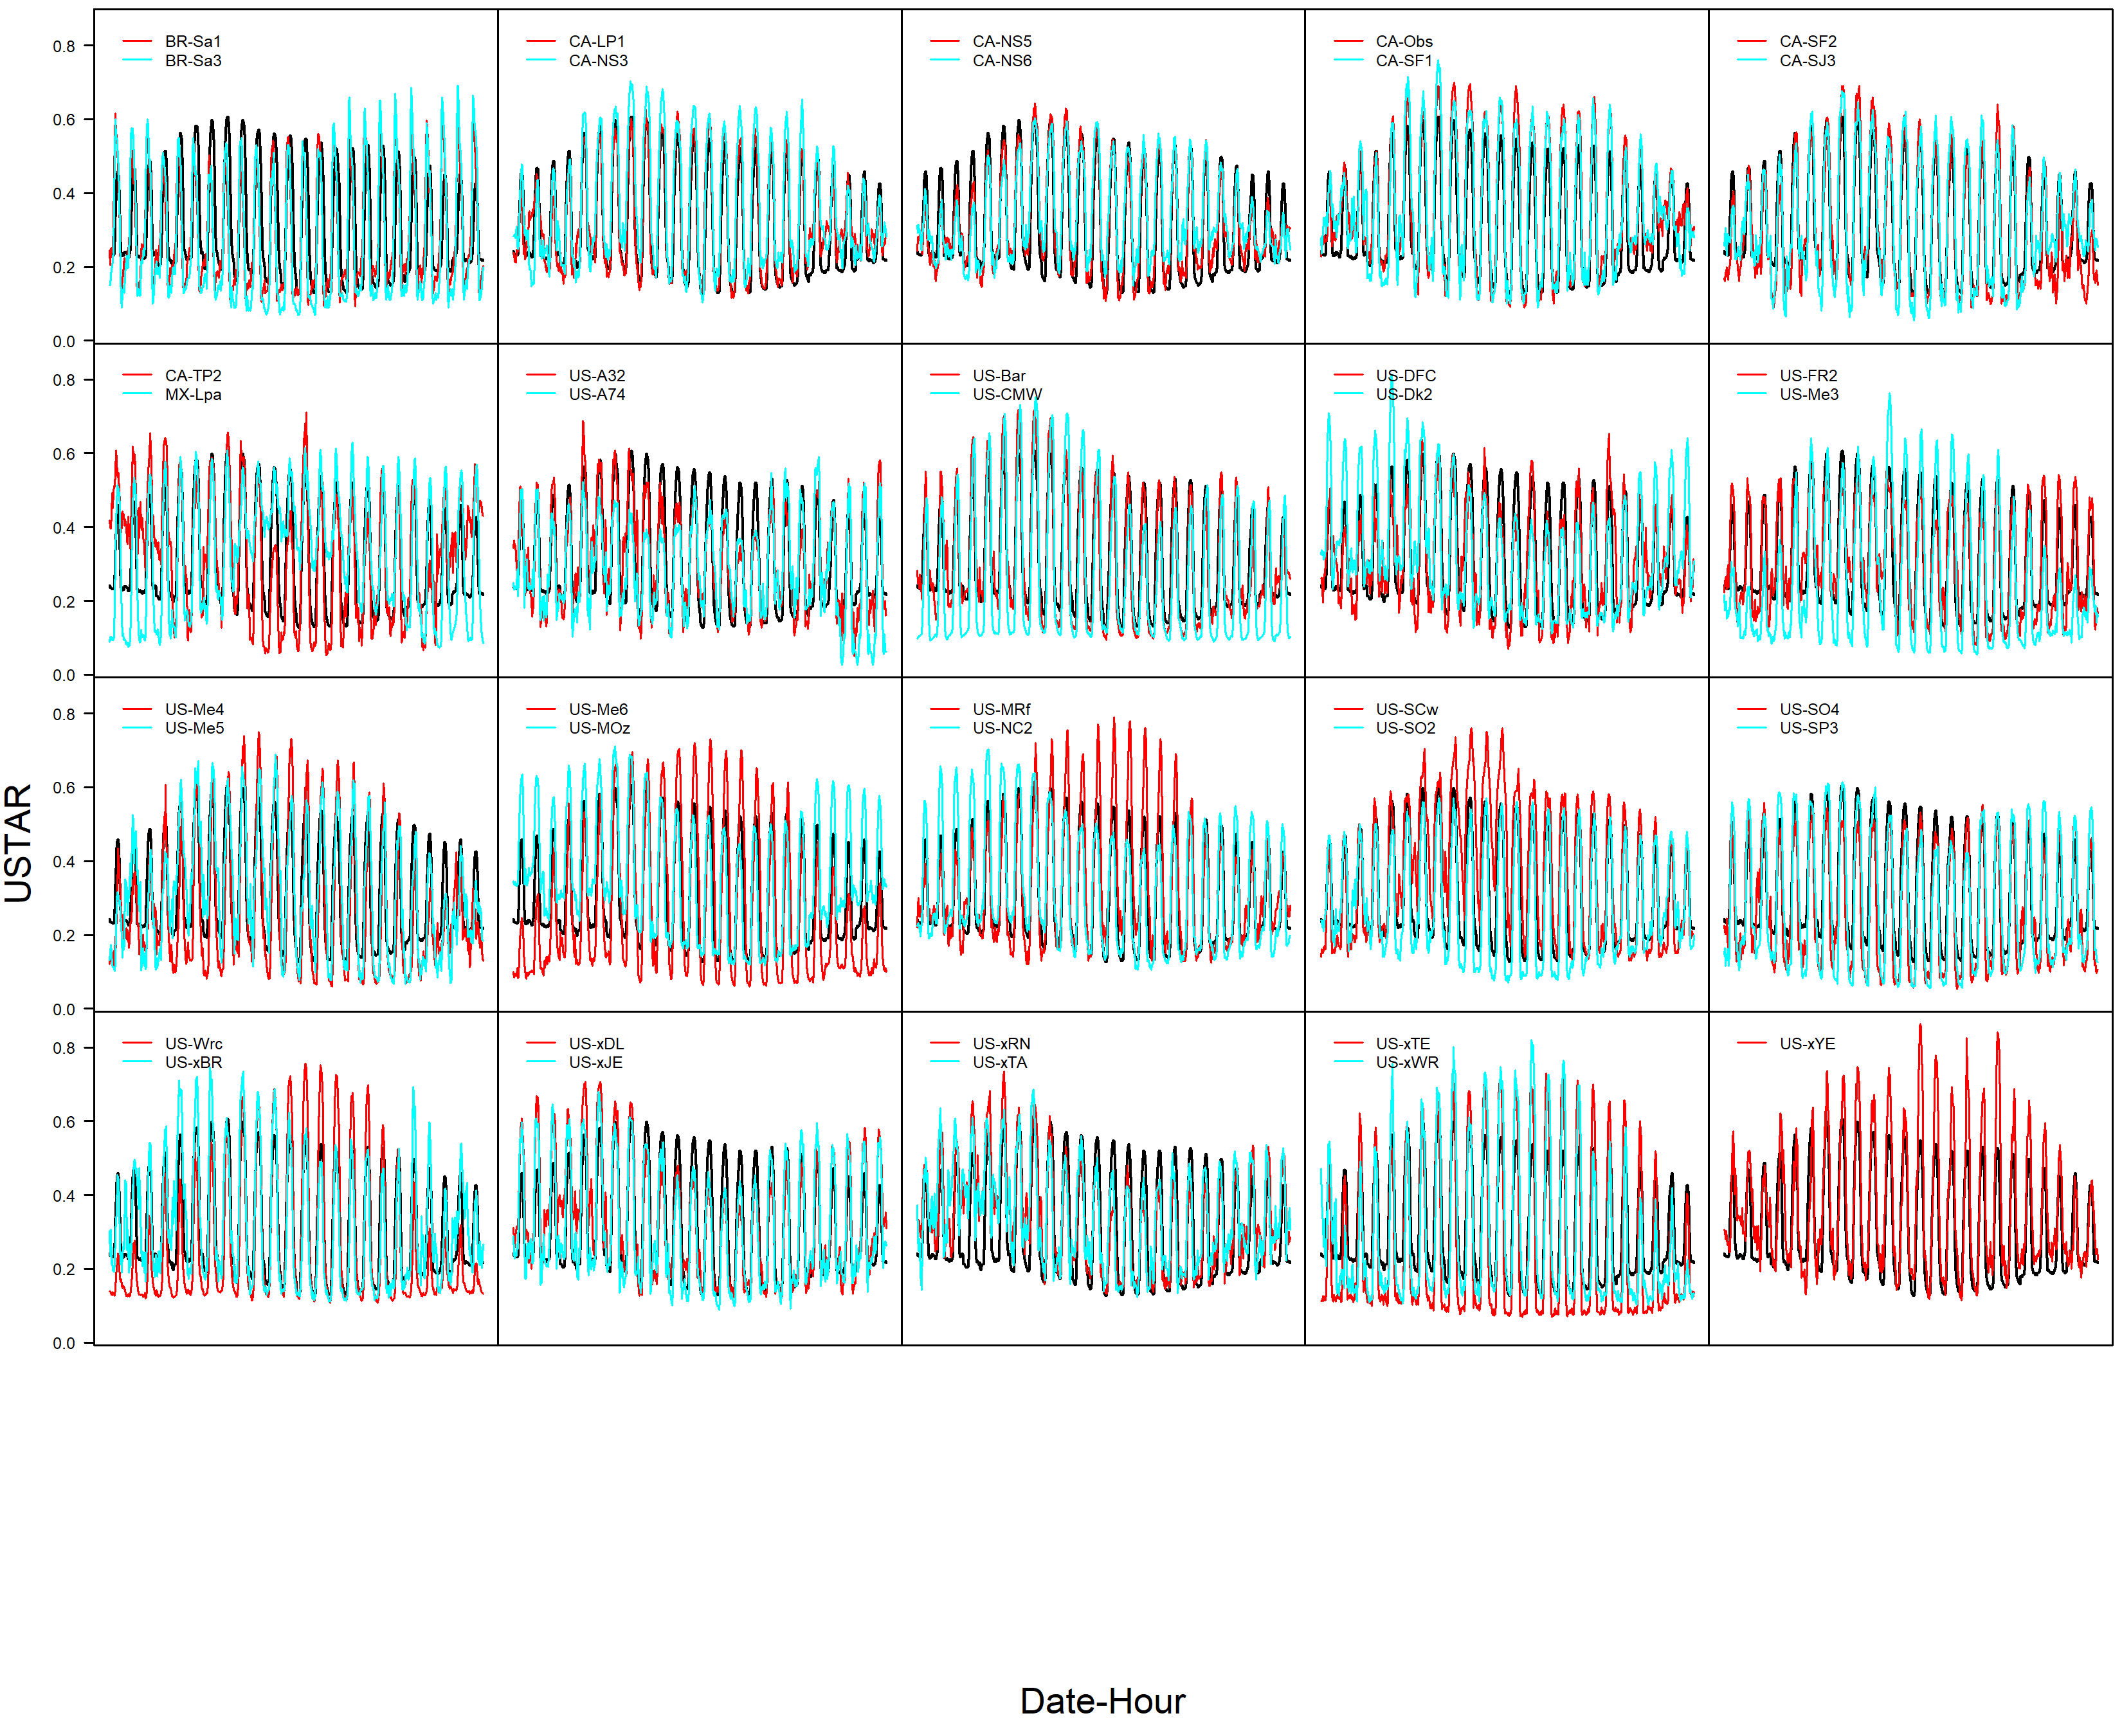 USTAR
0.8
0.6
0.4
0.2
0.0
BR-Sa1
BR-Sa3
CA-LP1
CA-NS3
CA-NS5
CA-NS6
CA-Obs
CA-SF1
CA-SF2
CA-SJ3
0.8
0.6
0.4
0.2
0.0
CA-TP2
MX-Lpa
US-A32
US-A74
US-Bar
US-CMW
US-DFC
US-Dk2
US-FR2
US-Me3
0.8
0.6
0.4
0.2
0.0
US-Me4
US-Me5
US-Me6
US-MOz
US-MRf
US-NC2
US-SCw
US-SO2
US-SO4
US-SP3
0.8
0.6
0.4
0.2
0.0
US-Wrc
US-xBR
US-xDL
US-xJE
US-xRN
US-xTA
US-xTE
US-xWR
US-xYE
Date-Hour